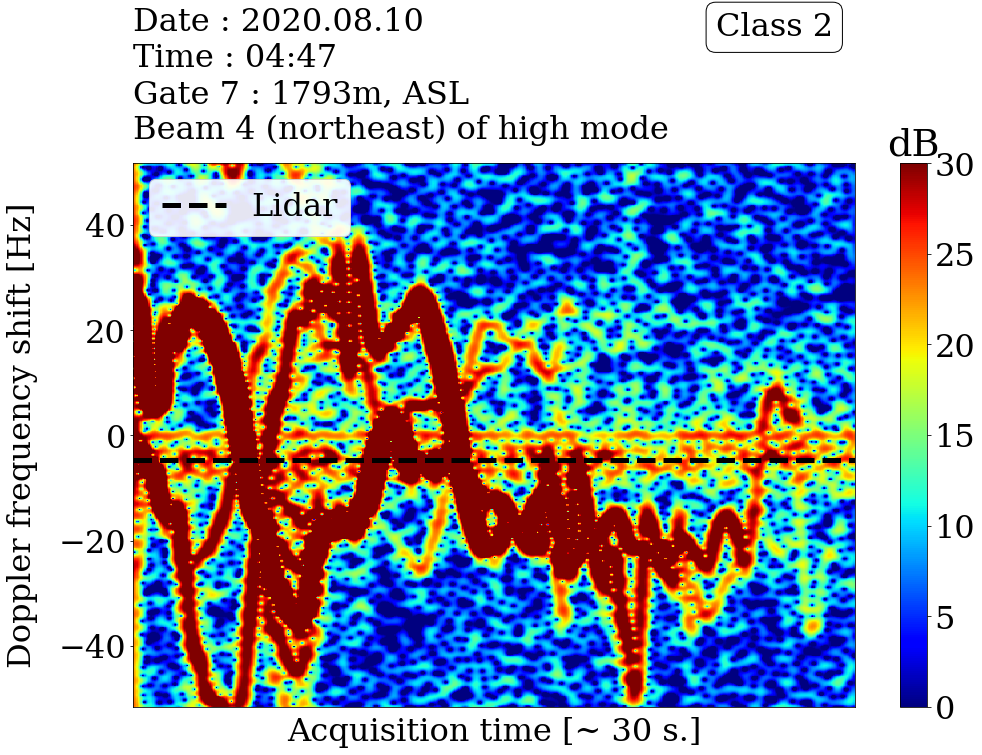 Date : 2020.08.10
Time : 04:47
Gate 7 : 1793m, ASL
Beam 4 (northeast) of high mode
Class 2
dB
Lidar
Doppler frequency shift [Hz]
40
20
0
−20
−40
Acquisition time [~ 30 s.]
30
25
20
15
10
5
0